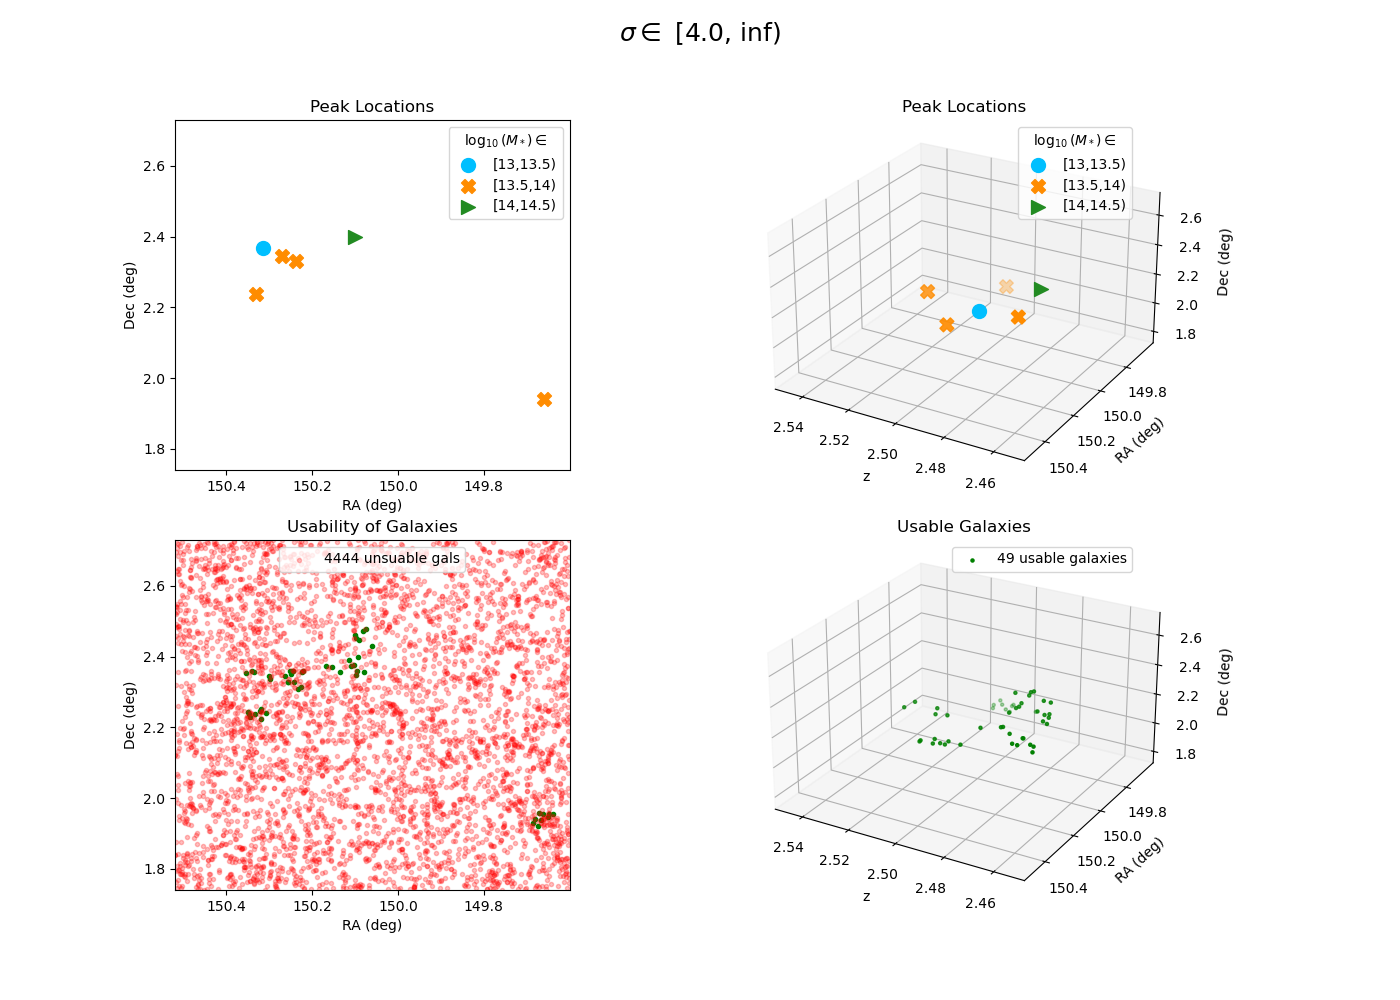 σ ∈ [4.0, inf)
Peak Locations
log₁₀(M*) ∈
[13,13.5)
[13.5,14)
[14,14.5)
2.6
2.4
2.2
2.0
1.8
Dec (deg)
150.4 150.2 150.0 149.8
RA (deg)
Peak Locations
log₁₀(M*) ∈
[13,13.5)
[13.5,14)
[14,14.5)
2.6
2.4
2.2
2.0
1.8
Dec (deg)
149.8
150.0
150.2
150.4
RA (deg)
2.54
2.52
2.50
2.48
2.46
z
Usability of Galaxies
4444 unsuable gals
2.6
2.4
2.2
2.0
1.8
Dec (deg)
150.4 150.2 150.0 149.8
RA (deg)
Usable Galaxies
49 usable galaxies
2.6
2.4
2.2
2.0
1.8
Dec (deg)
149.8
150.0
150.2
150.4
RA (deg)
2.54
2.52
2.50
2.48
2.46
z